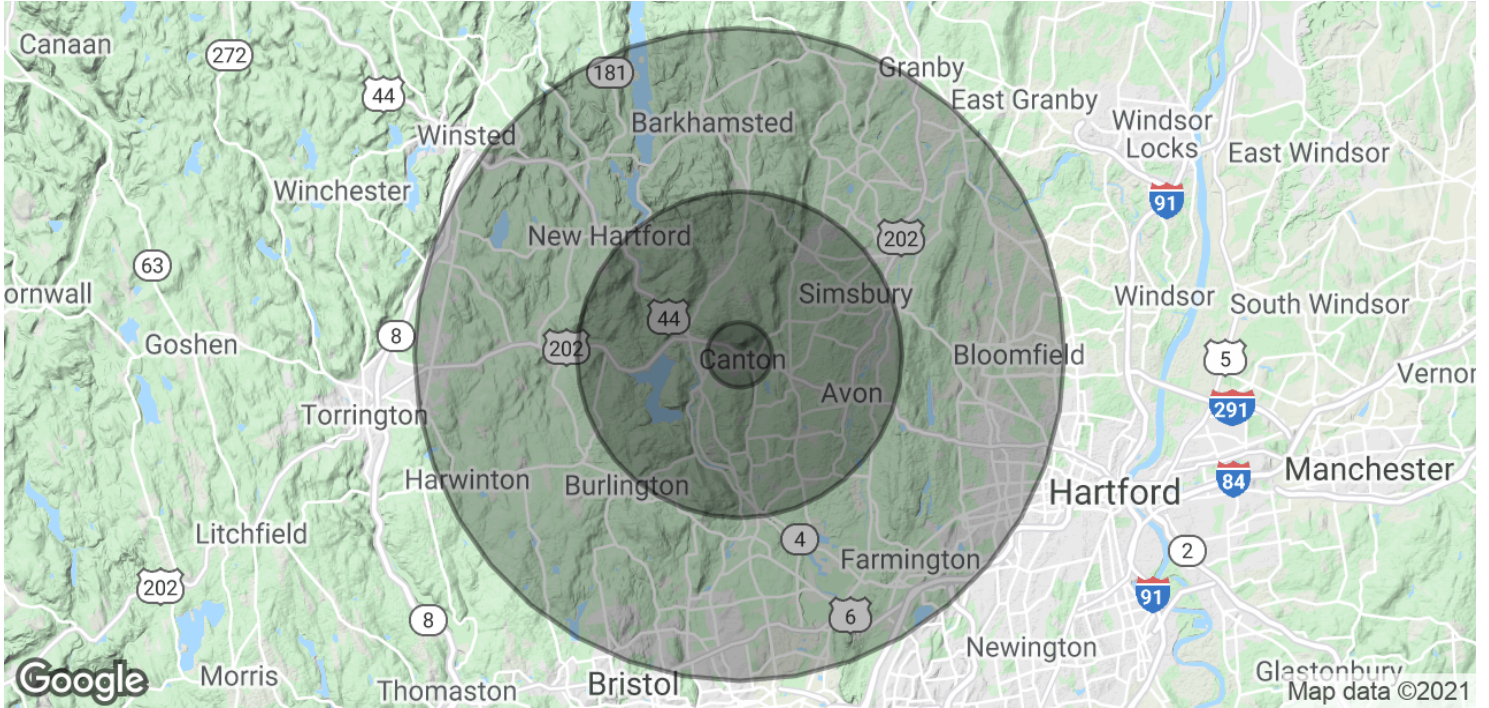 Canaan
272
44
181
Granby
East Granby
Winsted
Barkhamsted
Windsor
Locks
East Windsor
Winchester
91
New Hartford
202
63
ornwall
Simsbury
Windsor
South Windsor
44
8
Goshen
202
Canton
Bloomfield
5
Vernon
Avon
291
Torrington
Harwinton
Burlington
Manchester
84
Hartford
Litchfield
4
2
Farmington
202
91
8
6
Newington
Google
Morris
Thomaston
Bristol
Glastonbury
Map data ©2021